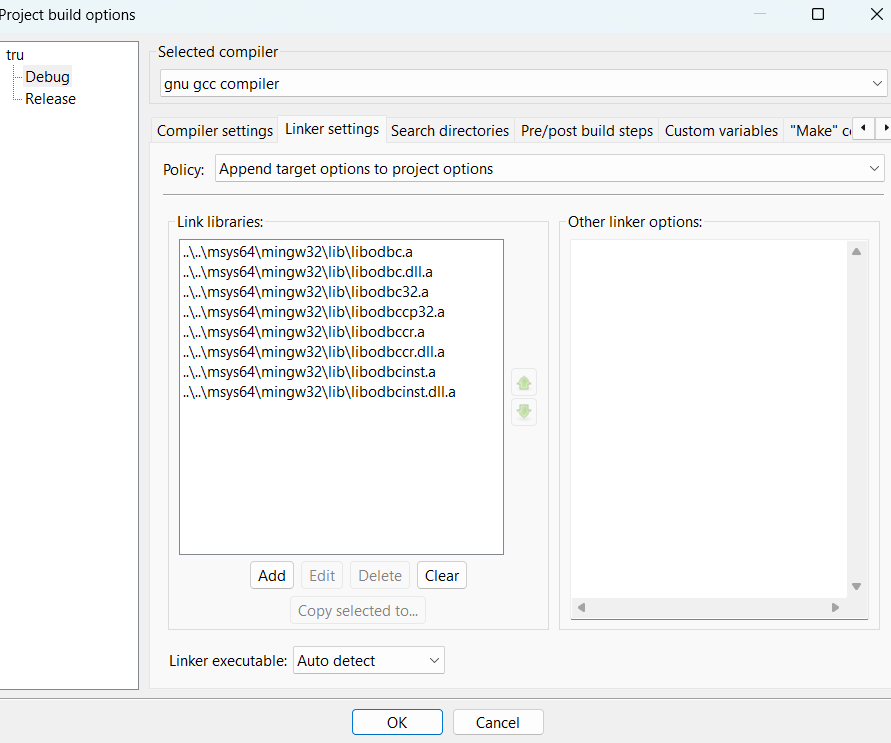 Project build options
tru
Debug
Release
Selected compiler
gnu gcc compiler
Compiler settings
Linker settings
Search directories
Pre/post build steps
Custom variables
"Make" c
Policy:
Append target options to project options
Link libraries:
..\..\msys64\mingw32\lib\libodbc.a
..\..\msys64\mingw32\lib\libodbc.dll.a
..\..\msys64\mingw32\lib\libodbc32.a
..\..\msys64\mingw32\lib\libodbccp32.a
..\..\msys64\mingw32\lib\libodbccr.a
..\..\msys64\mingw32\lib\libodbccr.dll.a
..\..\msys64\mingw32\lib\libodbcinst.a
..\..\msys64\mingw32\lib\libodbcinst.dll.a
Add
Edit
Delete
Clear
Copy selected to...
Other linker options:
Linker executable:
Auto detect
OK
Cancel